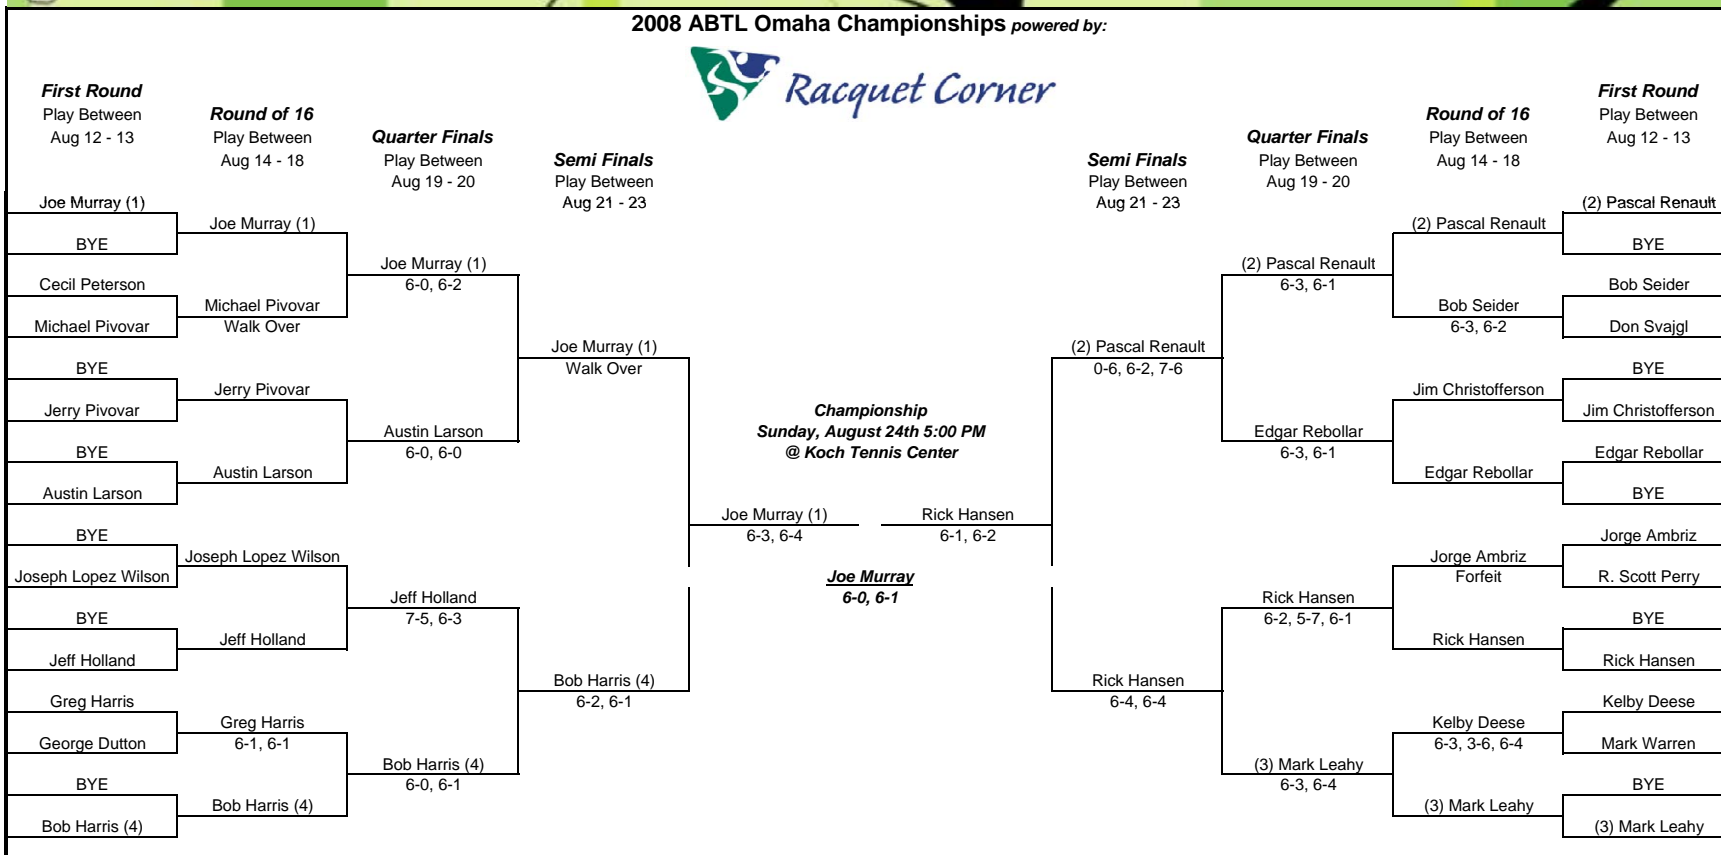 2008 ABTL Omaha Championships powered by:
Racquet Corner
First Round
Play Between
Aug 12 - 13
Round of 16
Play Between
Aug 14 - 18
Quarter Finals
Play Between
Aug 19 - 20
Semi Finals
Play Between
Aug 21 - 23
Semi Finals
Play Between
Aug 21 - 23
Quarter Finals
Play Between
Aug 19 - 20
Round of 16
Play Between
Aug 14 - 18
First Round
Play Between
Aug 12 - 13
Joe Murray (1)
BYE
Cecil Peterson
Michael Pivovar
BYE
Jerry Pivovar
BYE
Austin Larson
BYE
Joseph Lopez Wilson
BYE
Jeff Holland
Greg Harris
George Dutton
BYE
Bob Harris (4)
Joe Murray (1)
Michael Pivovar
Walk Over
Jerry Pivovar
Austin Larson
Joseph Lopez Wilson
Jeff Holland
Greg Harris
6-1, 6-1
Bob Harris (4)
Joe Murray (1)
6-0, 6-2
Austin Larson
6-0, 6-0
Jeff Holland
7-5, 6-3
Bob Harris (4)
6-0, 6-1
Joe Murray (1)
Walk Over
Bob Harris (4)
6-2, 6-1
Championship
Sunday, August 24th 5:00 PM
@ Koch Tennis Center
Joe Murray (1)
6-3, 6-4
Rick Hansen
6-1, 6-2
Joe Murray
6-0, 6-1
(2) Pascal Renault
0-6, 6-2, 7-6
Rick Hansen
6-4, 6-4
(2) Pascal Renault
6-3, 6-1
Edgar Rebollar
6-3, 6-1
Rick Hansen
6-2, 5-7, 6-1
(3) Mark Leahy
6-3, 6-4
(2) Pascal Renault
Bob Seider
6-3, 6-2
Jim Christofferson
Edgar Rebollar
Jorge Ambriz
Forfeit
Rick Hansen
Kelby Deese
6-3, 3-6, 6-4
(3) Mark Leahy
(2) Pascal Renault
BYE
Bob Seider
Don Svajgl
BYE
Jim Christofferson
Edgar Rebollar
BYE
Jorge Ambriz
R. Scott Perry
BYE
Rick Hansen
Kelby Deese
Mark Warren
BYE
(3) Mark Leahy